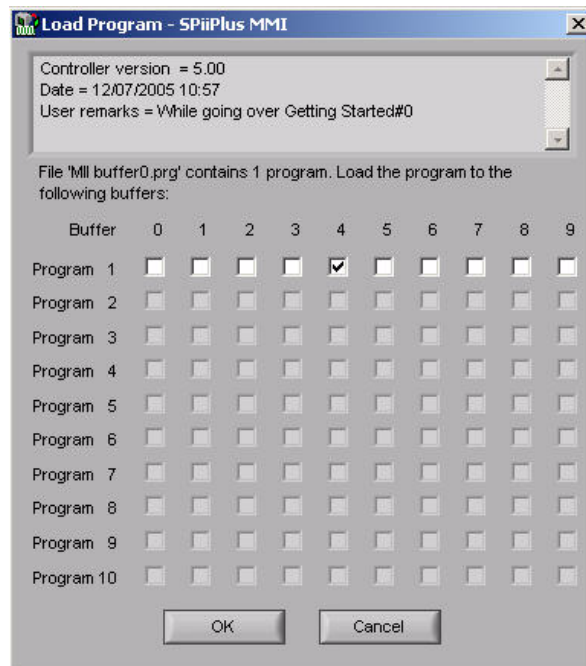 Load Program - SPiiPlus MMI
Controller version = 5.00
Date = 12/07/2005 10:57
User remarks = While going over Getting Started#0
File 'MII buffer0.prg' contains 1 program. Load the program to the
following buffers:
Buffer 0 1 2 3 4 5 6 7 8 9
Program 1
Program 2
Program 3
Program 4
Program 5
Program 6
Program 7
Program 8
Program 9
Program 10
OK Cancel